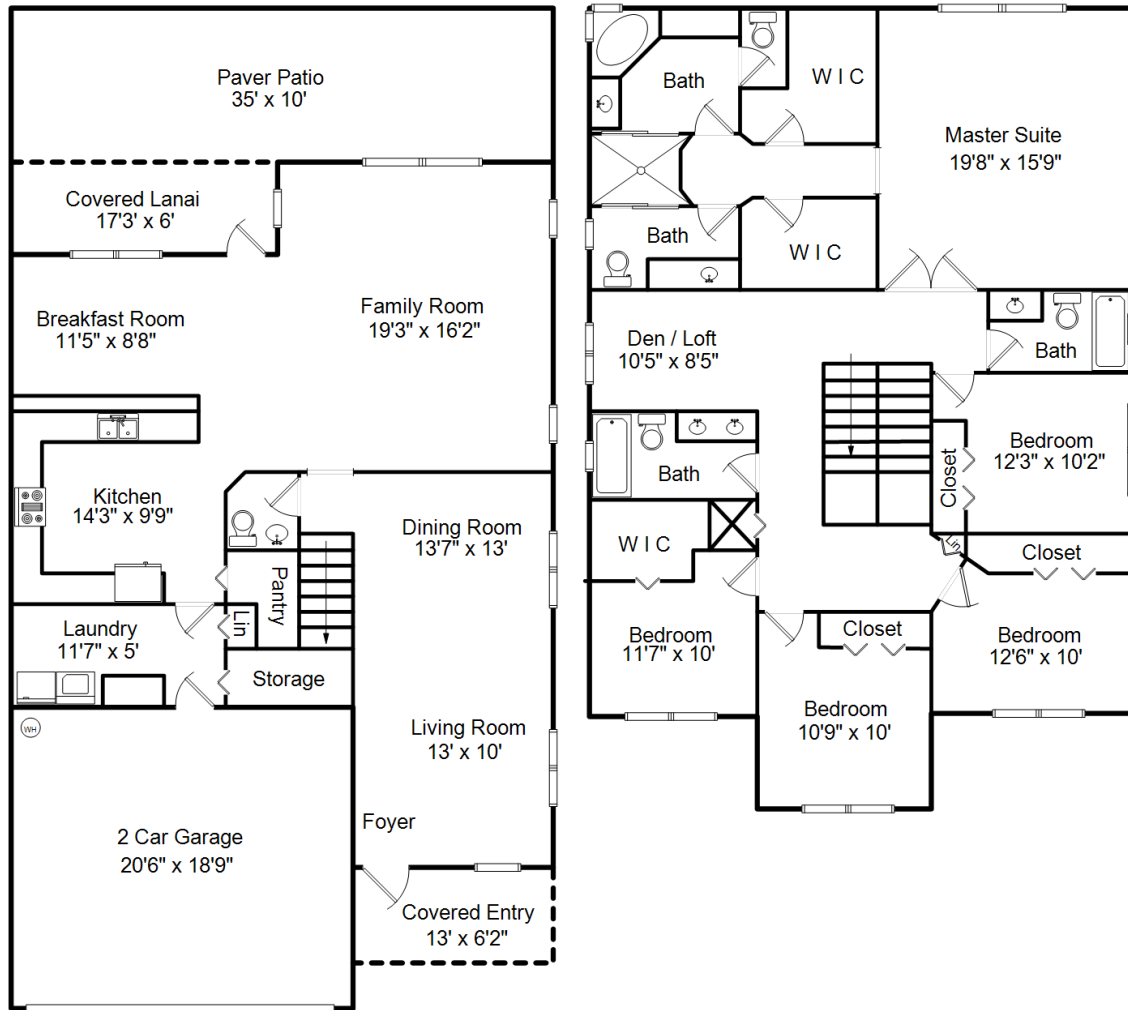 Paver Patio
35' x 10'
Covered Lanai
17'3' x 6'
Breakfast Room
11'5" x 8'8"
Family Room
19'3" x 16'2"
Kitchen
14'3" x 9'9"
Dining Room
13'7" x 13'
Pantry
Lin
Laundry
11'7" x 5'
Storage
WH
Living Room
13' x 10'
Foyer
2 Car Garage
20'6" x 18'9"
Covered Entry
13' x 6'2"
Bath
W I C
Master Suite
19'8" x 15'9"
Bath
W I C
Den / Loft
10'5" x 8'5"
Bath
Bedroom
12'3" x 10'2"
Closet
Bath
W I C
Lin
Closet
Bedroom
11'7" x 10'
Closet
Bedroom
12'6" x 10'
Bedroom
10'9" x 10'